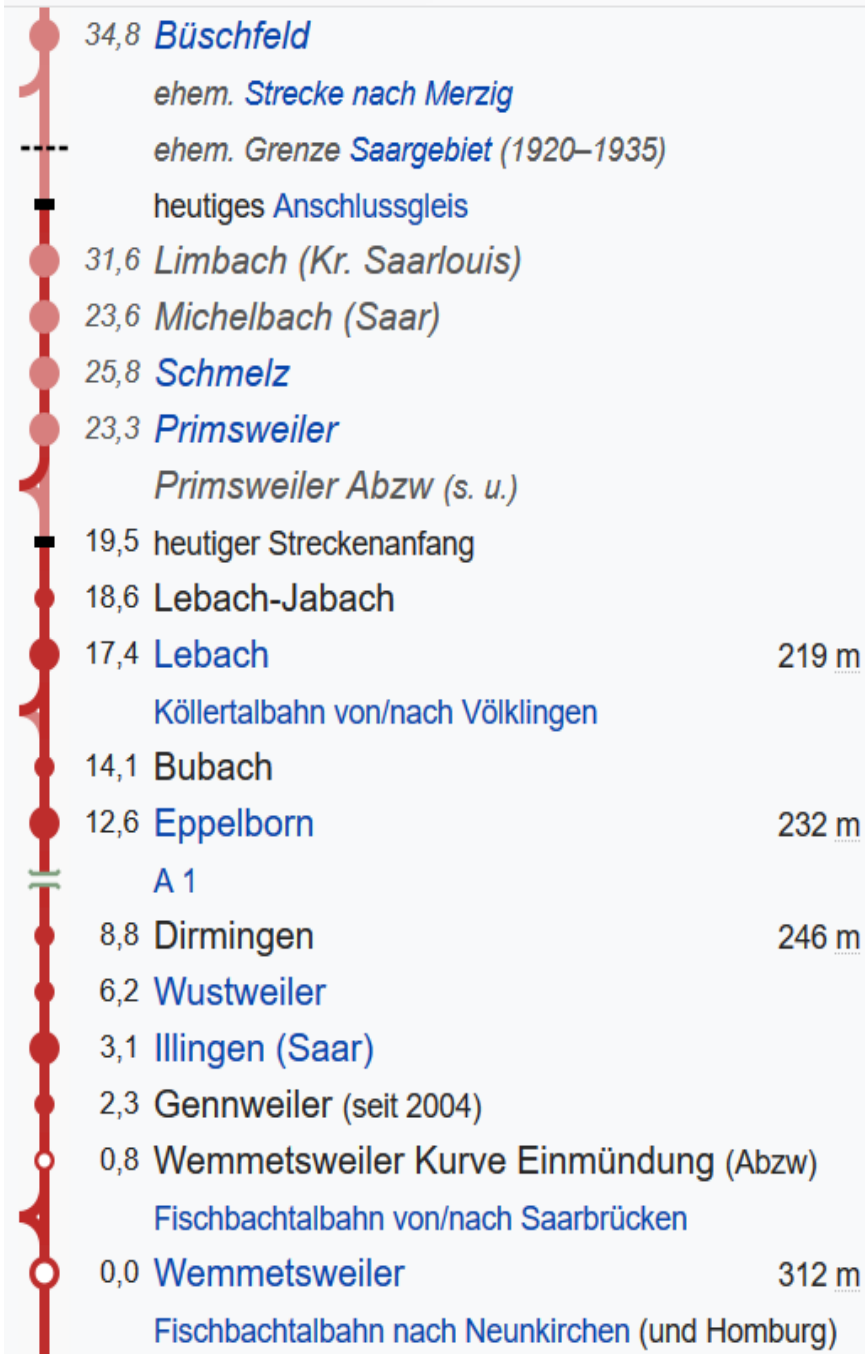 34,8 Büschfeld
ehem. Strecke nach Merzig
ehem. Grenze Saargebiet (1920–1935)
heutiges Anschlussgleis
31,6 Limbach (Kr. Saarlouis)
23,6 Michelbach (Saar)
25,8 Schmelz
23,3 Primsweiler
Primsweiler Abzw (s. u.)
19,5 heutiger Streckenanfang
18,6 Lebach-Jabach
17,4 Lebach 219 m
Köllertalbahn von/nach Völklingen
14,1 Bubach
12,6 Eppelborn 232 m
A 1
8,8 Dirmingen 246 m
6,2 Wustweiler
3,1 Illingen (Saar)
2,3 Gennweiler (seit 2004)
0,8 Wemmetsweiler Kurve Einmündung (Abzw)
Fischbachtalbahn von/nach Saarbrücken
0,0 Wemmetsweiler 312 m
Fischbachtalbahn nach Neunkirchen (und Homburg)